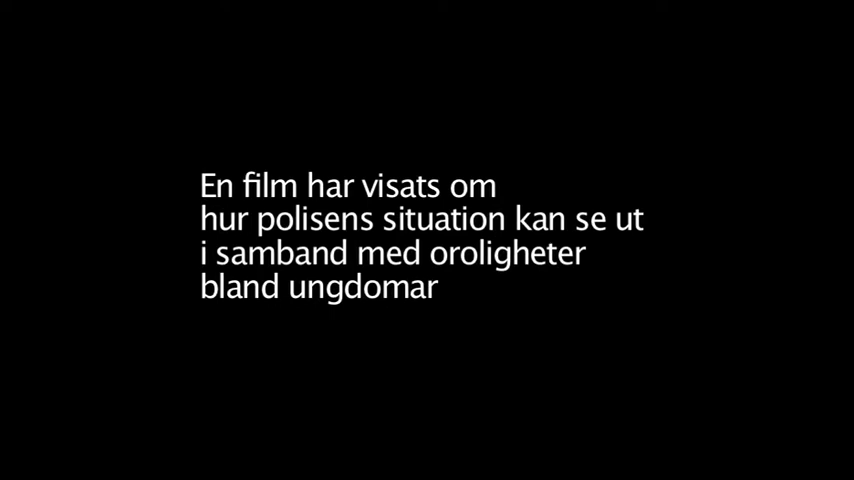 En film har visats om
hur polisens situation kan se ut
i samband med oroligheter
bland ungdomar